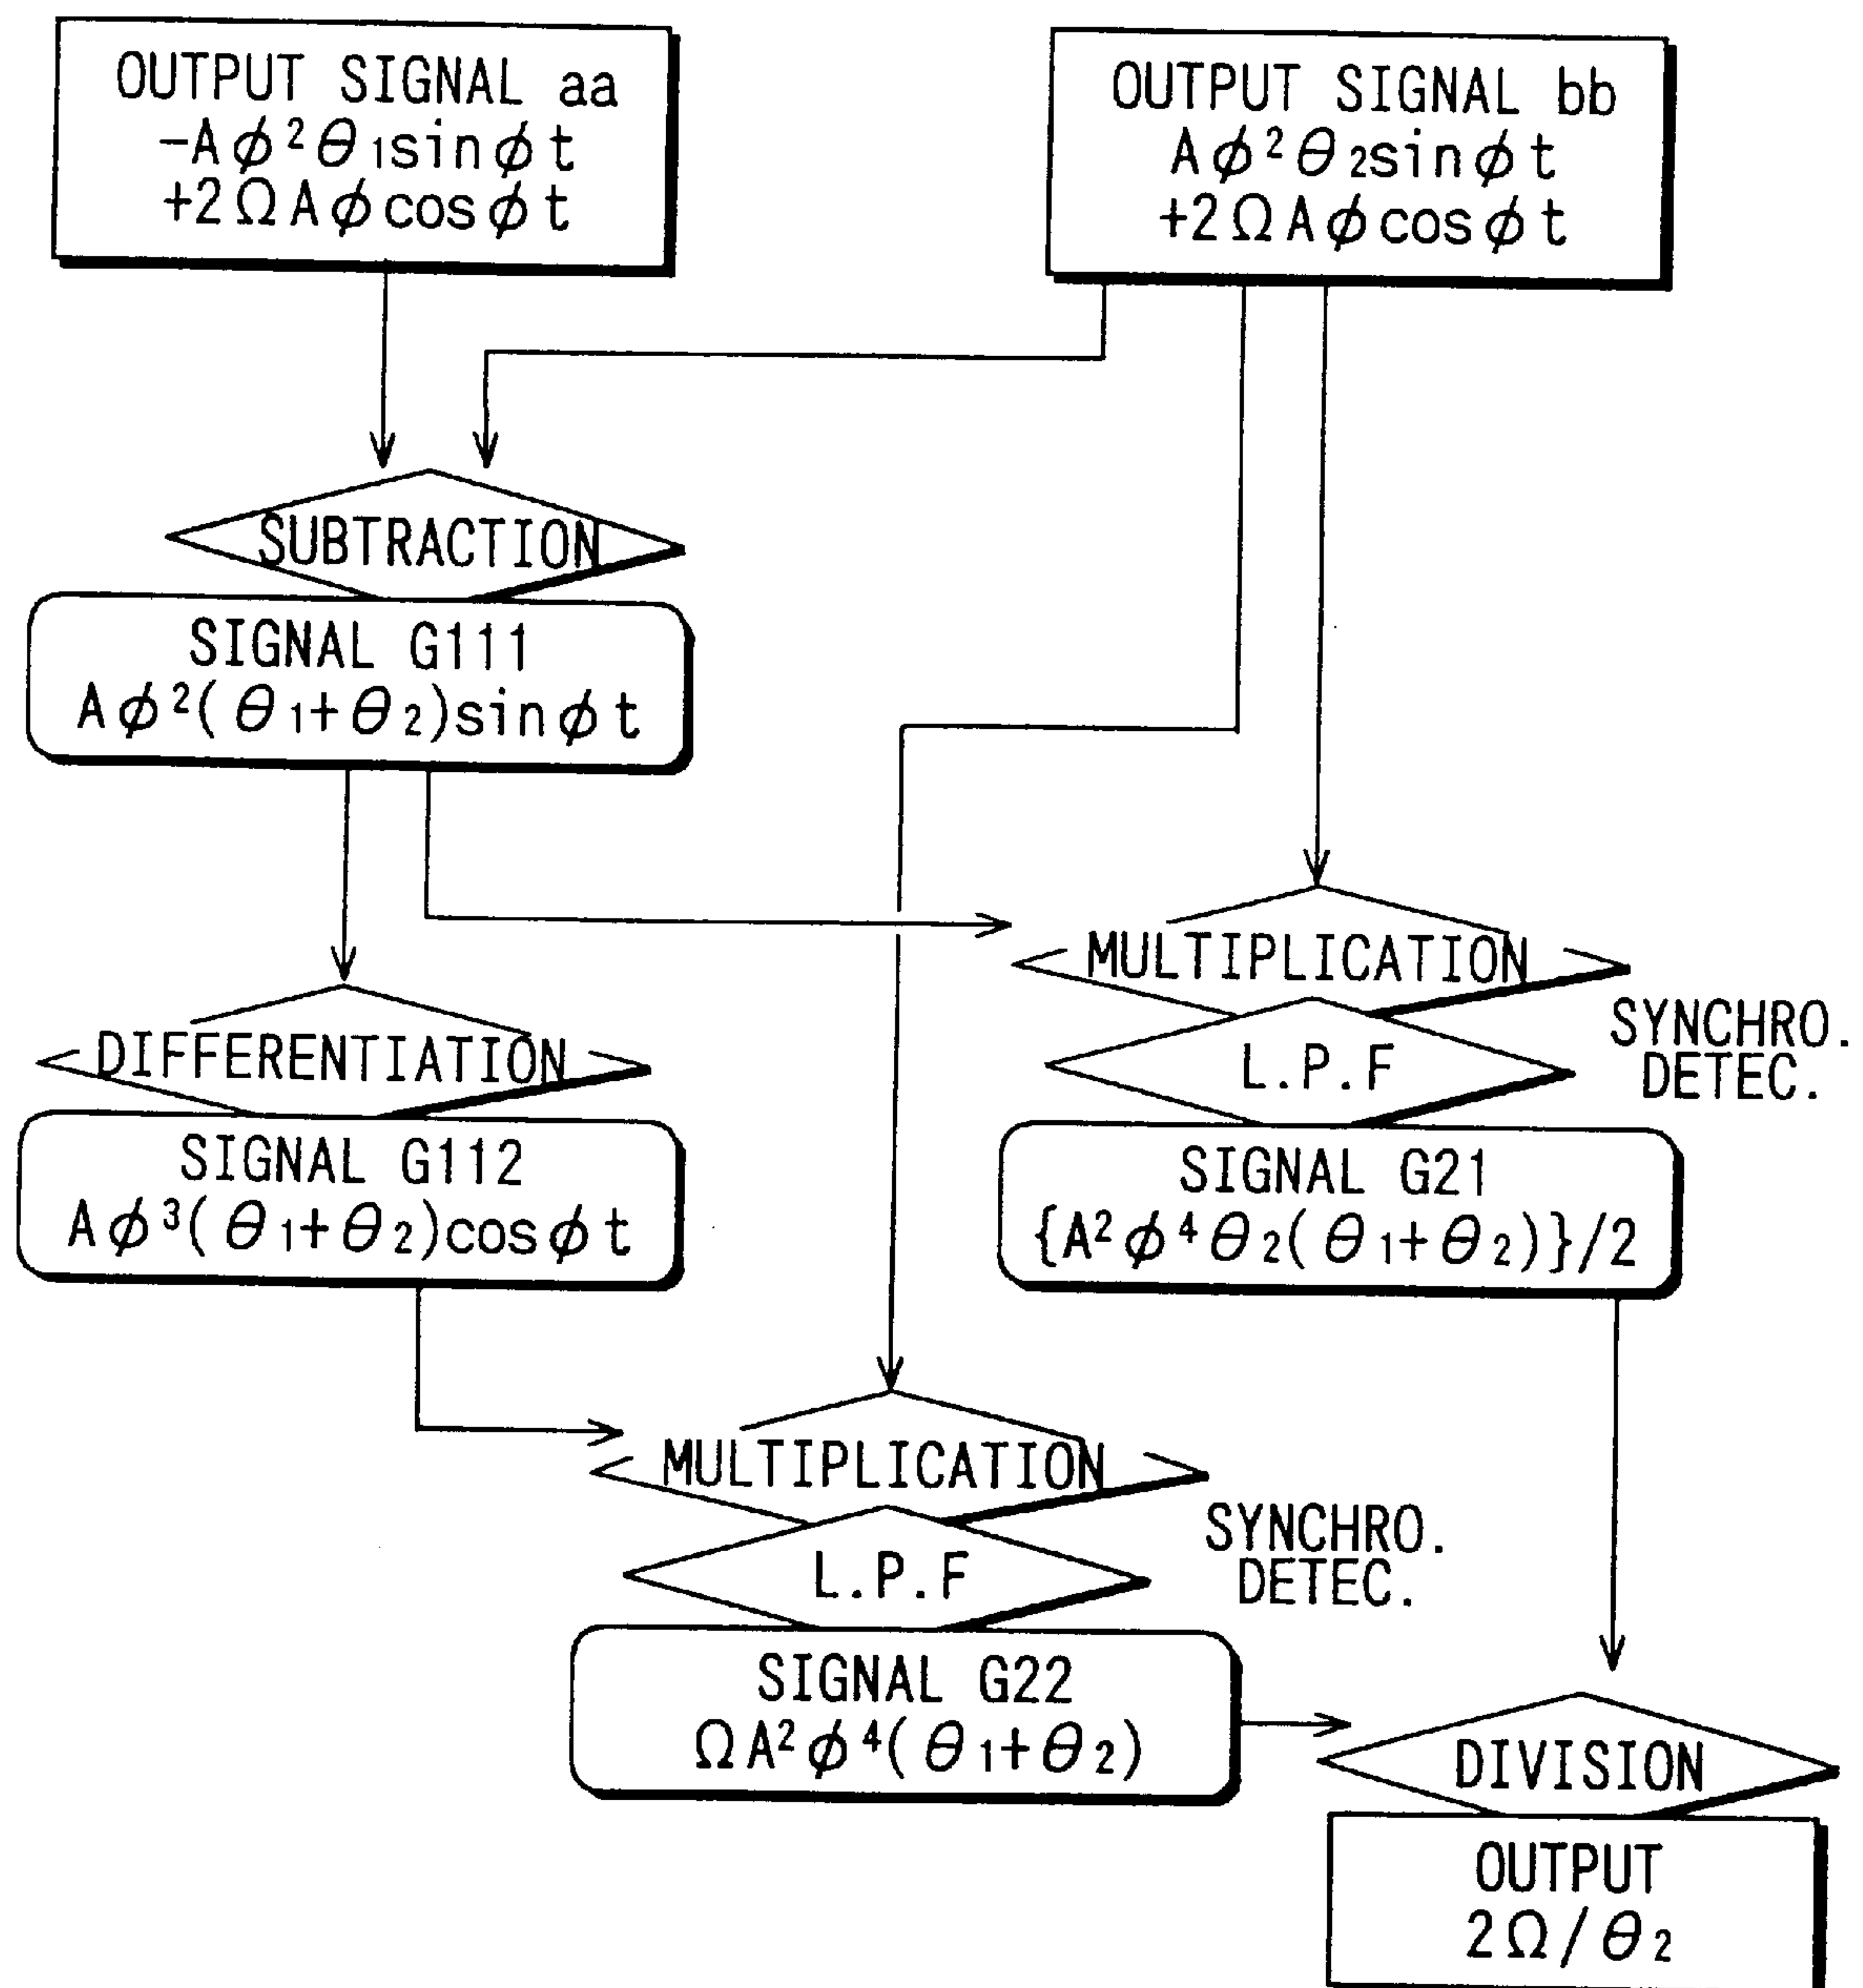 OUTPUT SIGNAL aa
-Aϕ²θ₁sinϕt
+2ΩAϕcosϕt
OUTPUT SIGNAL bb
Aϕ²θ₂sinϕt
+2ΩAϕcosϕt
SUBTRACTION
SIGNAL G111
Aϕ²(θ₁+θ₂)sinϕt
MULTIPLICATION
L.P.F
SYNCHRO.
DETEC.
DIFFERENTIATION
SIGNAL G112
Aϕ³(θ₁+θ₂)cosϕt
SIGNAL G21
{A²ϕ⁴θ₂(θ₁+θ₂)}/2
MULTIPLICATION
L.P.F
SYNCHRO.
DETEC.
SIGNAL G22
ΩA²ϕ⁴(θ₁+θ₂)
DIVISION
OUTPUT
2Ω/θ₂